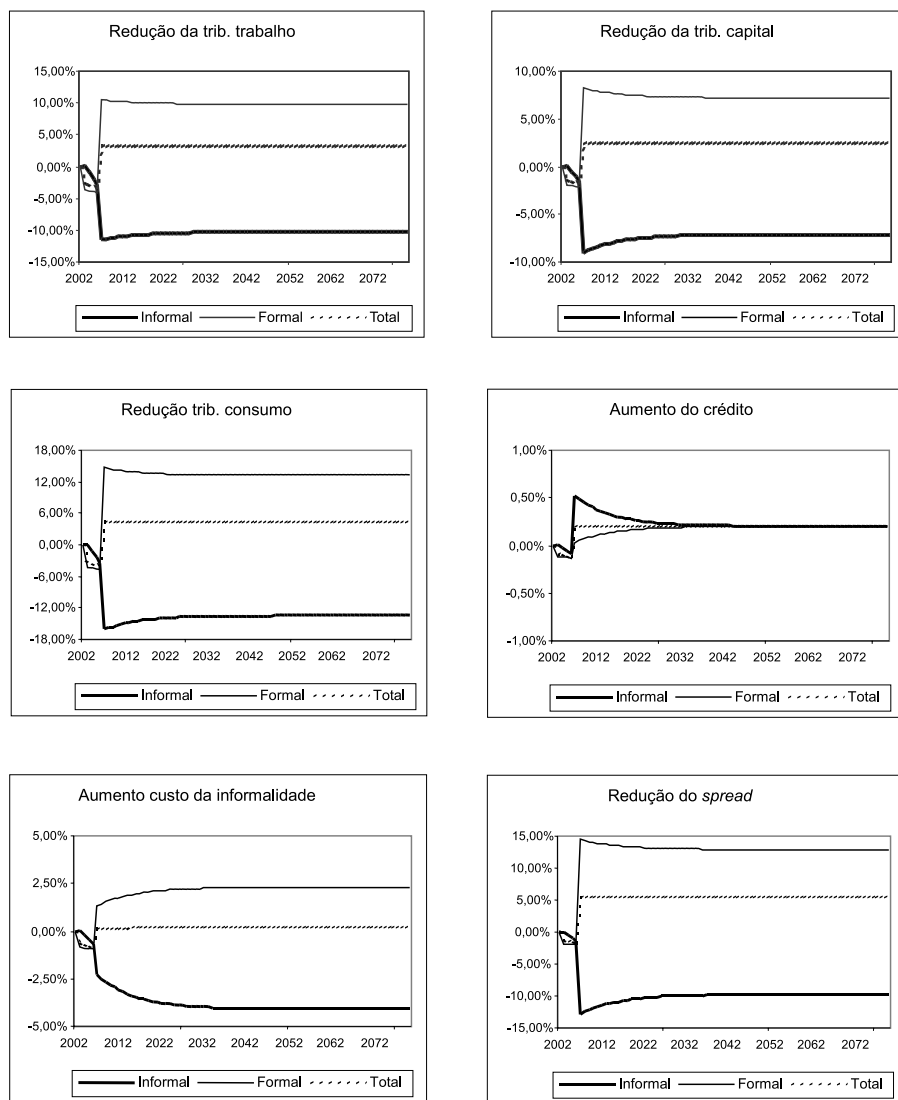 Redução da trib. trabalho
15,00%
10,00%
5,00%
0,00%
-5,00%
-10,00%
-15,00%
2002 2012 2022 2032 2052 2062 2072
Informal Formal Total
Redução da trib. capital
10,00%
5,00%
0,00%
-5,00%
-10,00%
2002 2012 2022 2032 2052 2062 2072
Informal Formal Total
Redução trib. consumo
18,00%
12,00%
6,00%
0,00%
-6,00%
-12,00%
-18,00%
2002 2012 2022 2032 2052 2062 2072
Informal Formal Total
Aumento do crédito
1,00%
0,50%
0,00%
-0,50%
-1,00%
2002 2012 2022 2032 2052 2062 2072
Informal Formal Total
Aumento custo da informalidade
5,00%
2,50%
0,00%
-2,50%
-5,00%
2002 2012 2022 2032 2052 2062 2072
Informal Formal Total
Redução do spread
15,00%
10,00%
5,00%
0,00%
-5,00%
-10,00%
-15,00%
2002 2012 2022 2032 2052 2062 2072
Informal Formal Total